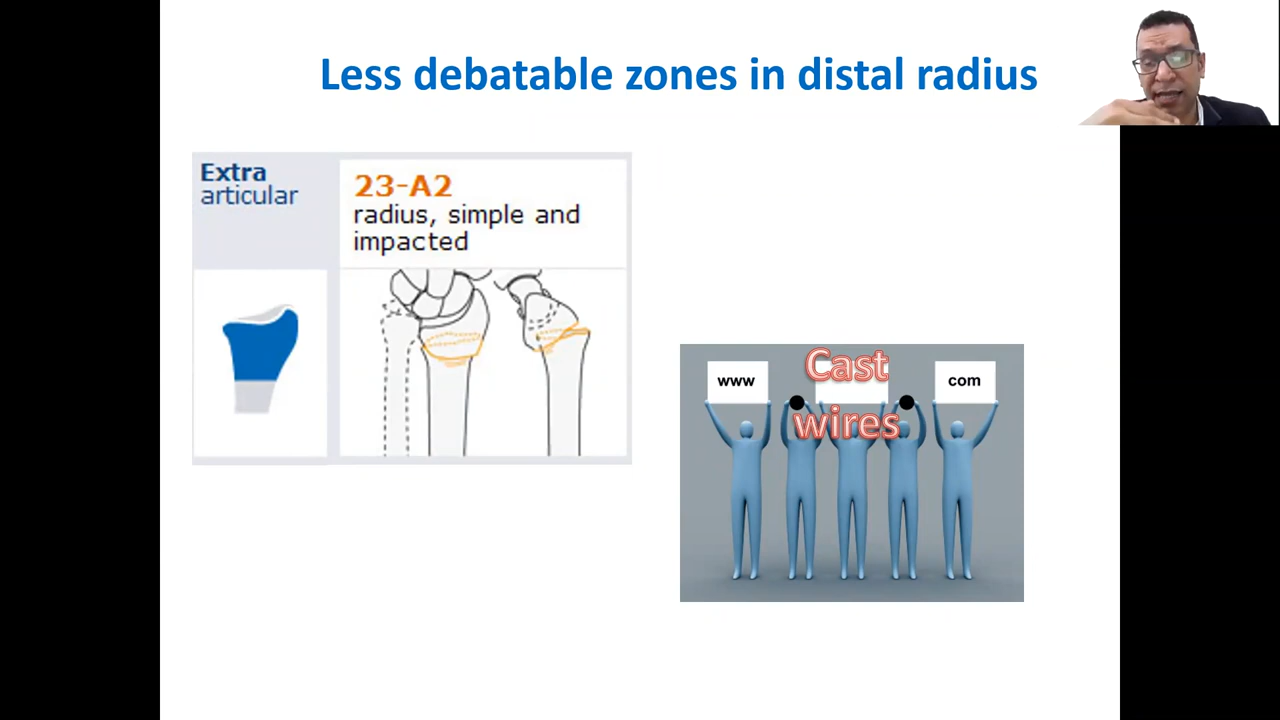 Less debatable zones in distal radius
Extra
articular
23-A2
radius, simple and
impacted
www
Cast
wires
com